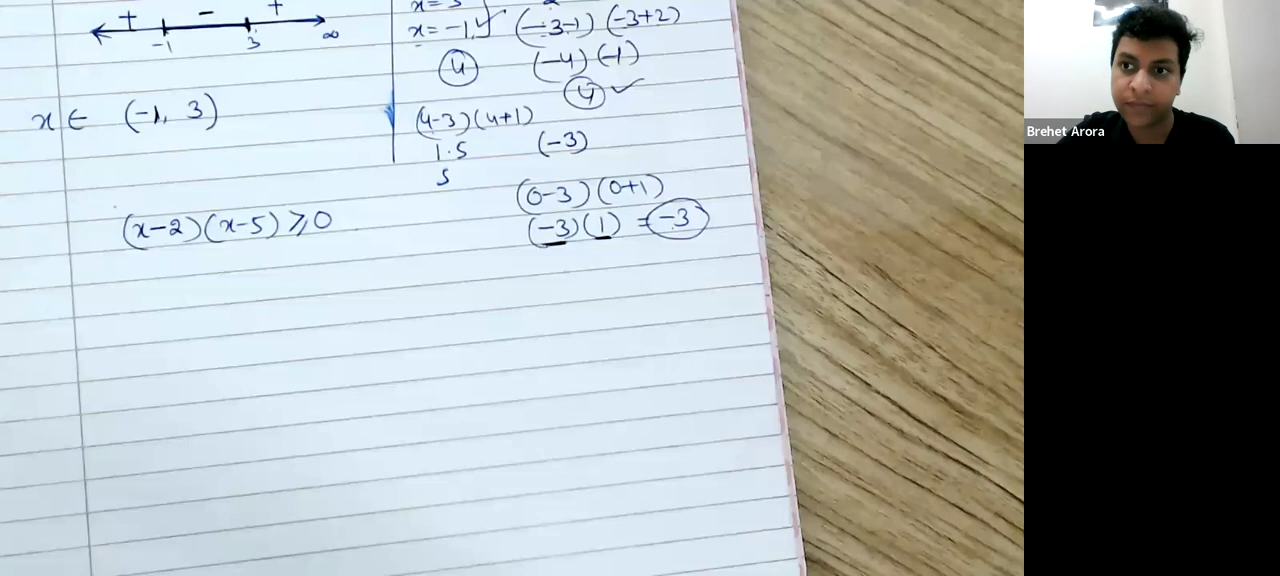 + − +
-1 3 ∞
x ∈ (-1, 3)
(x-2)(x-5) ≥ 0
x = 3
x = -1
4
(4-3)(4+1)
1.5
5
(-3-1)(-3+2)
(-4)(-1)
4 ✓
(-3)
(0-3)(0+1)
(-3)(1) = -3
Brehet Arora